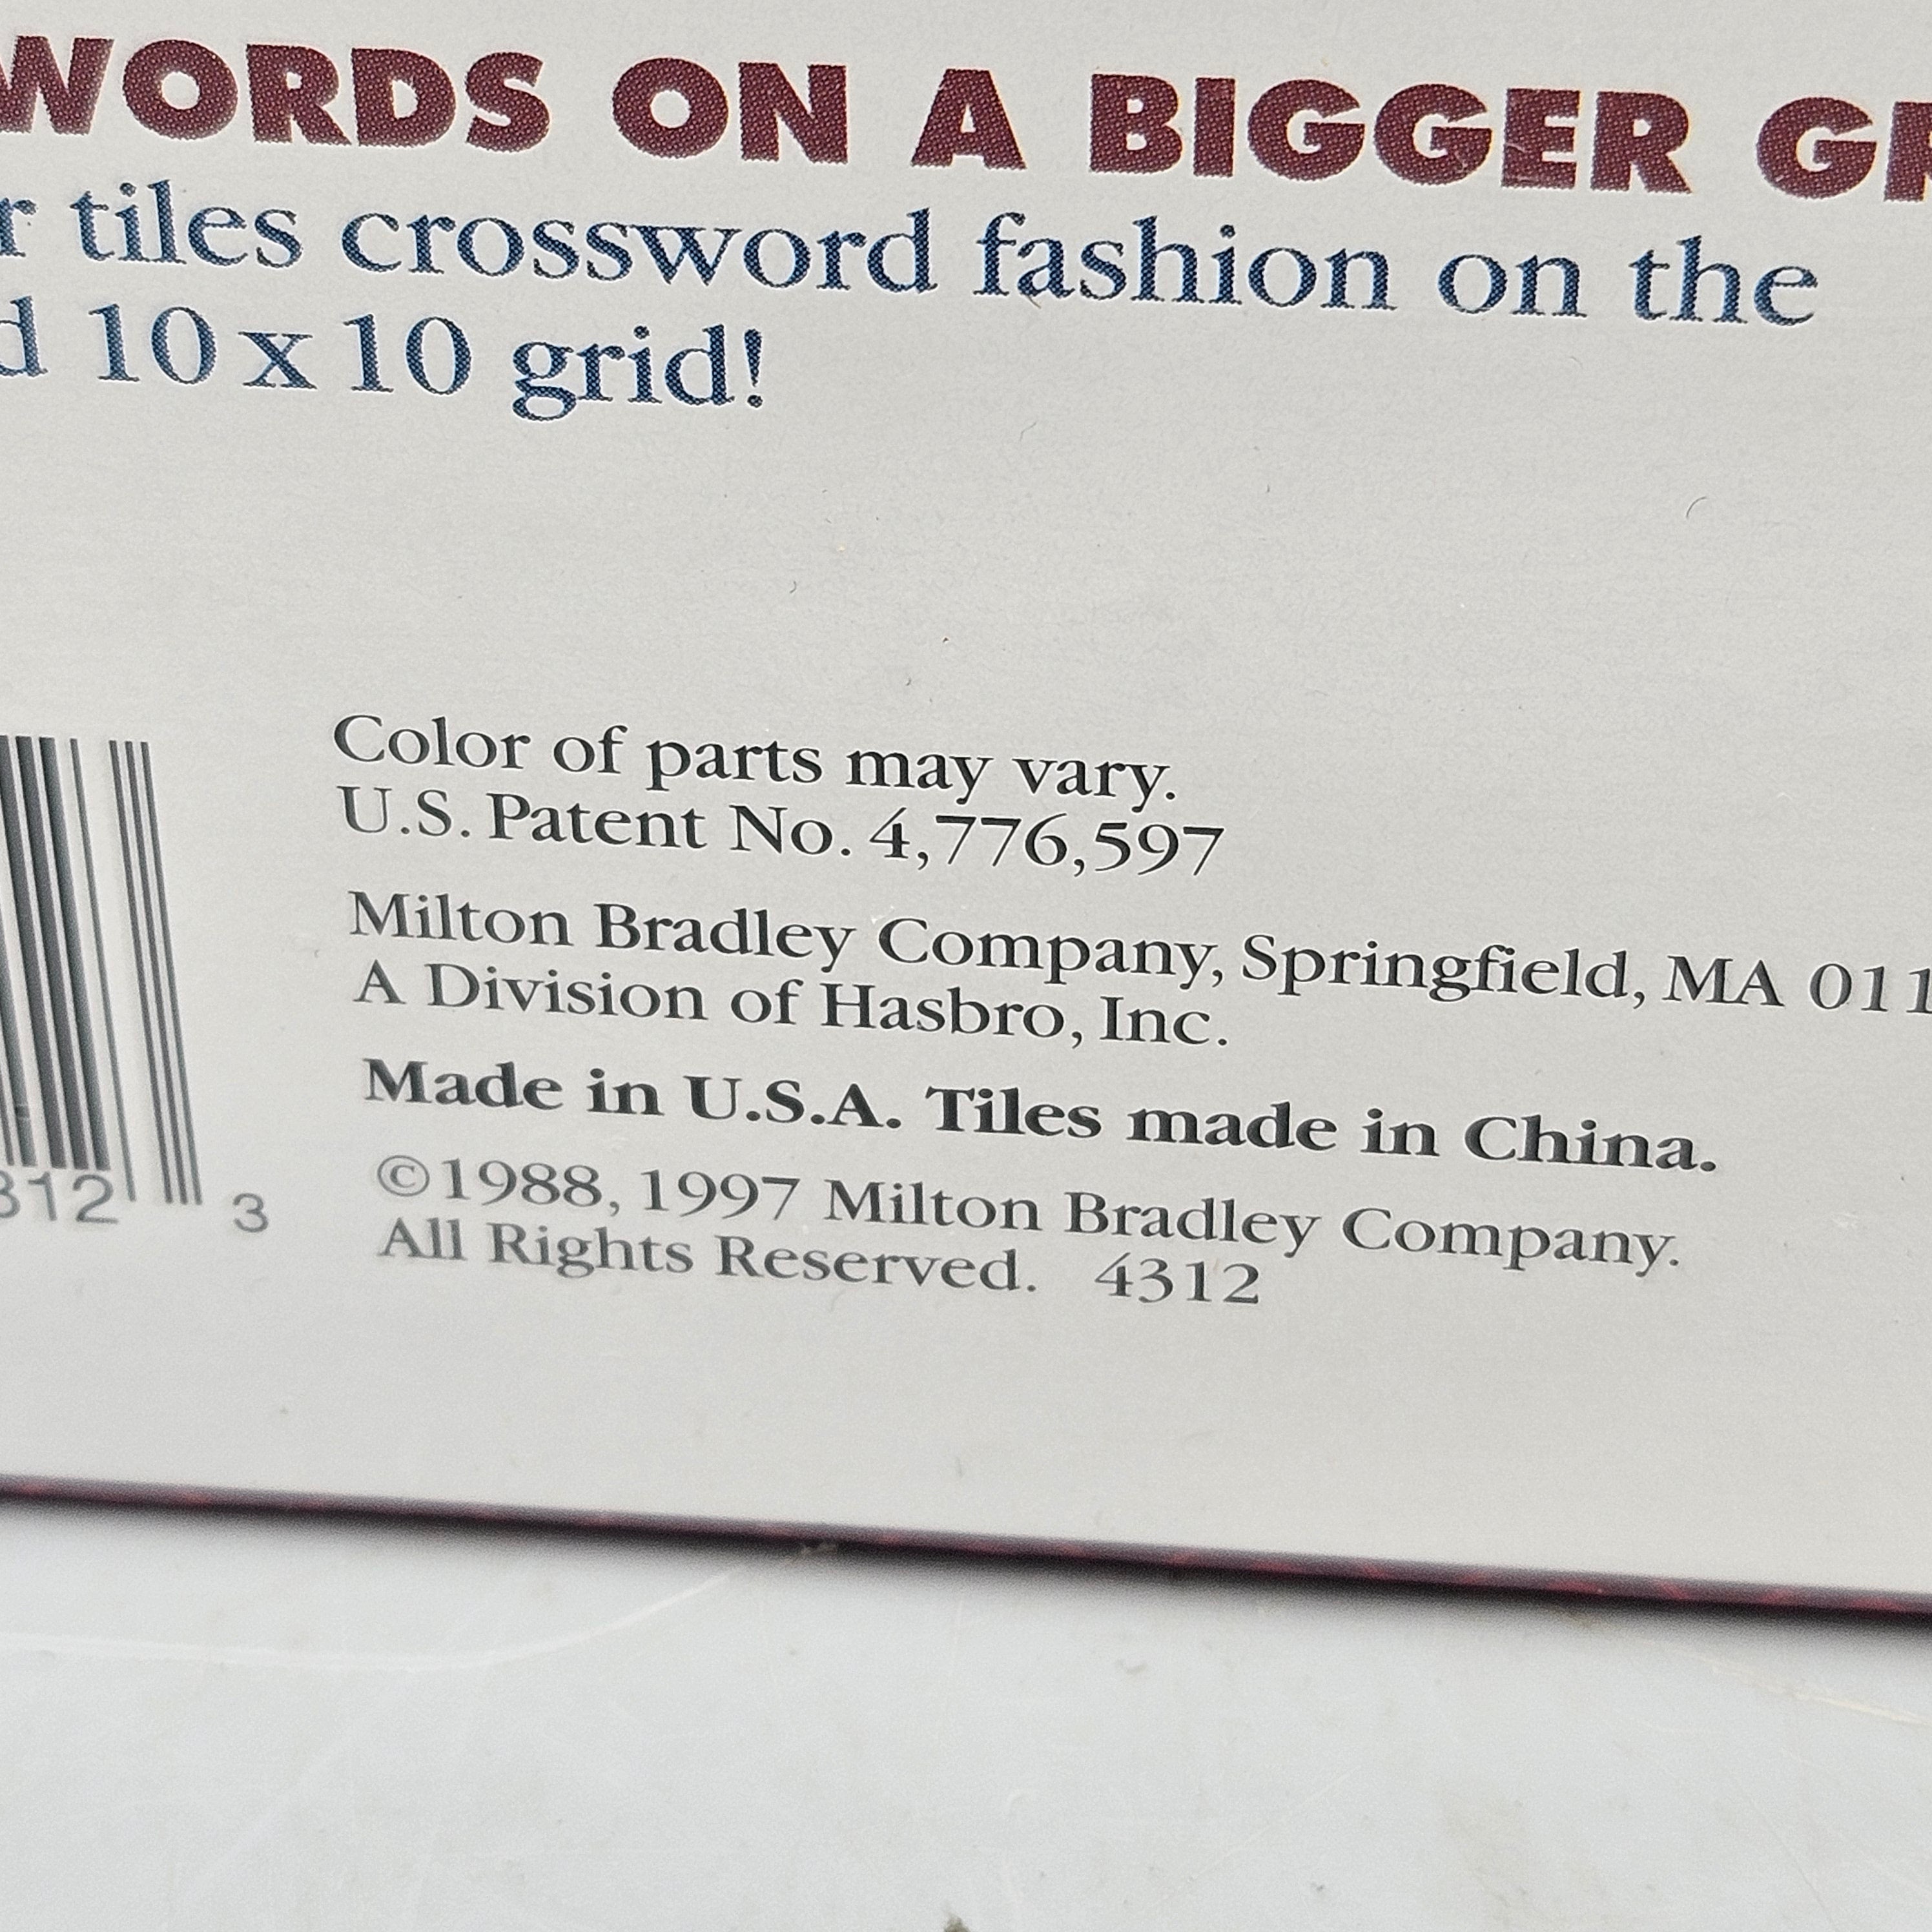 WORDS ON A BIGGER
tiles crossword fashion on the
10 x 10 grid!
Color of parts may vary.
U.S. Patent No. 4,776,597
Milton Bradley Company, Springfield, MA 011
A Division of Hasbro, Inc.
Made in U.S.A. Tiles made in China.
©1988, 1997 Milton Bradley Company.
All Rights Reserved. 4312
312 3